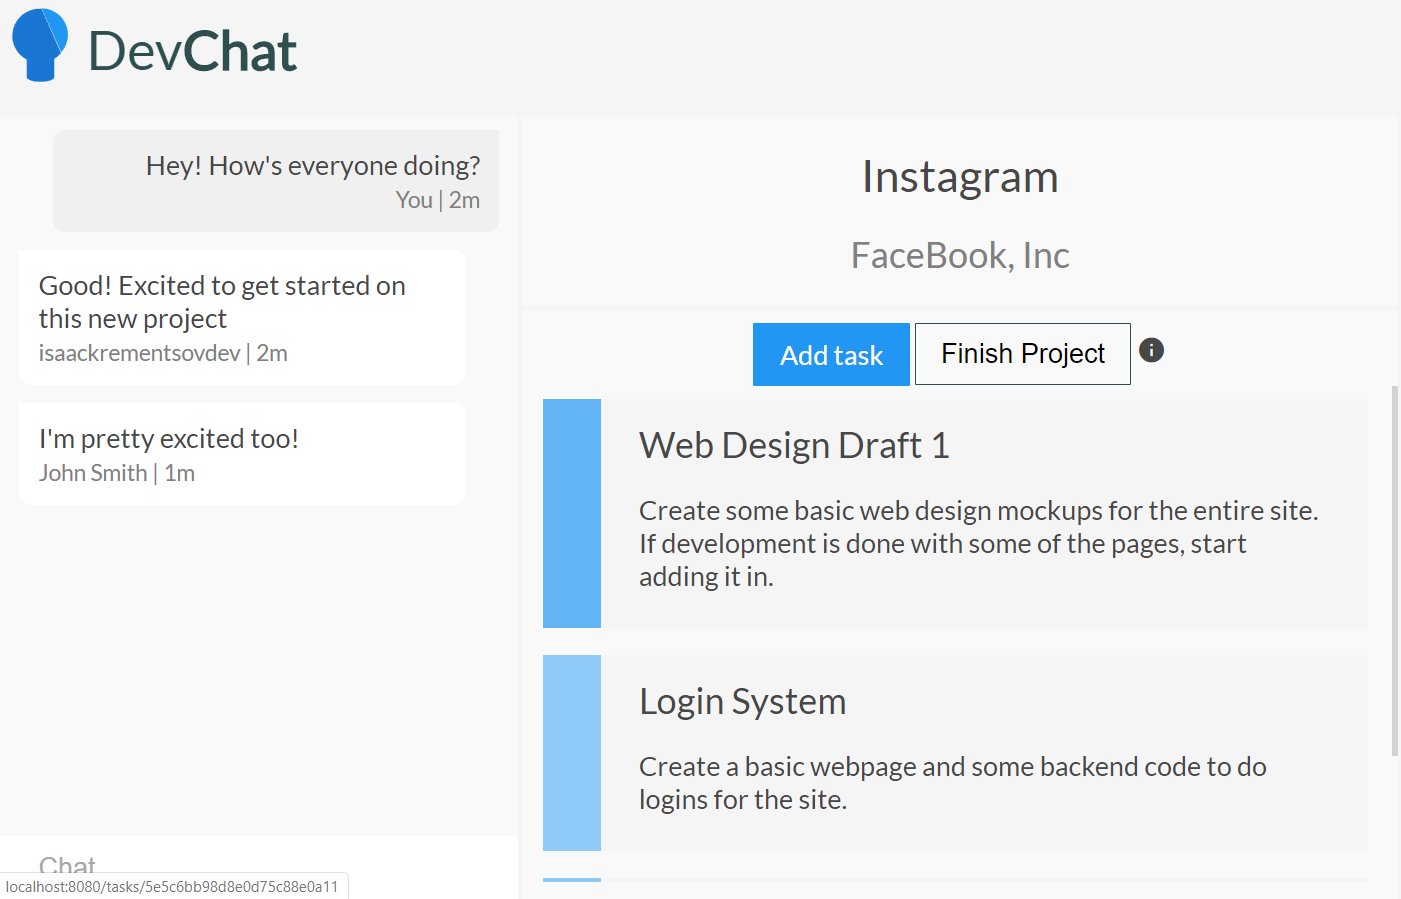 DevChat
Hey! How's everyone doing?
You | 2m
Good! Excited to get started on
this new project
isaackrementsovdev | 2m
I'm pretty excited too!
John Smith | 1m
Chat
localhost:8080/tasks/5e5c6bb98d8e0d75c88e0a11
Instagram
FaceBook, Inc
Add task
Finish Project
Web Design Draft 1
Create some basic web design mockups for the entire site.
If development is done with some of the pages, start
adding it in.
Login System
Create a basic webpage and some backend code to do
logins for the site.